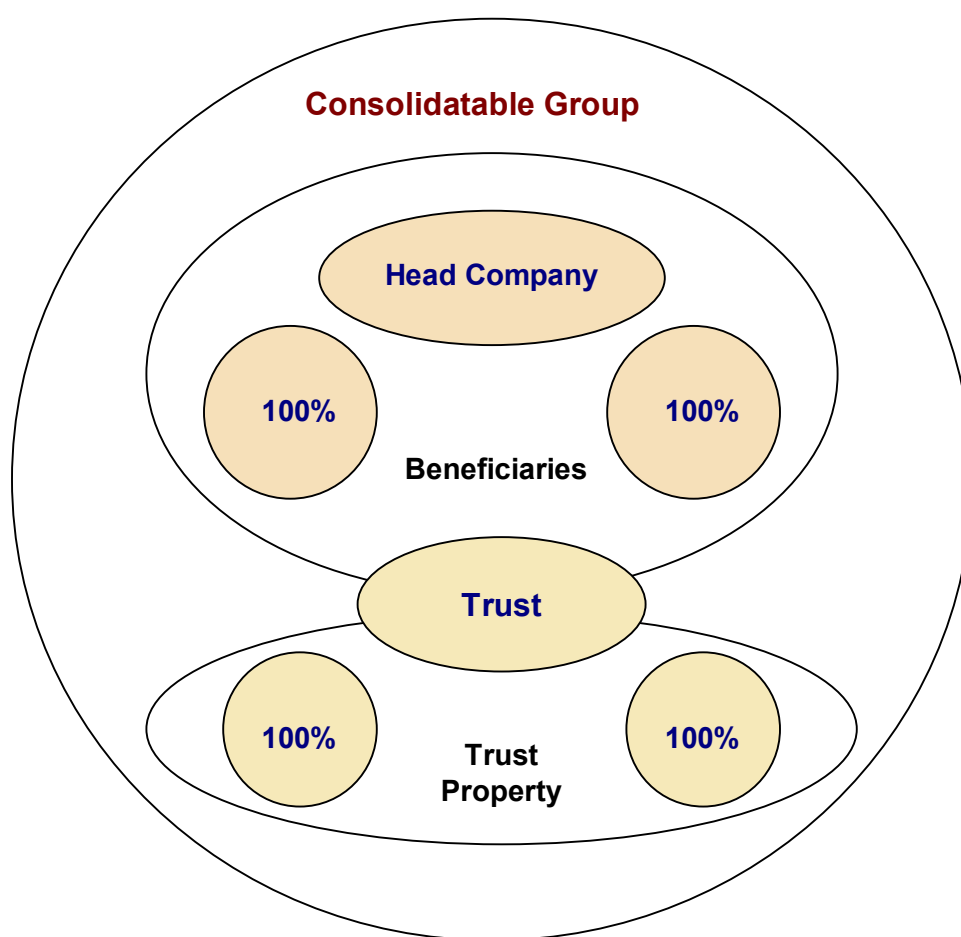 Consolidatable Group
Head Company
100%
100%
Beneficiaries
Trust
100%
100%
Trust
Property